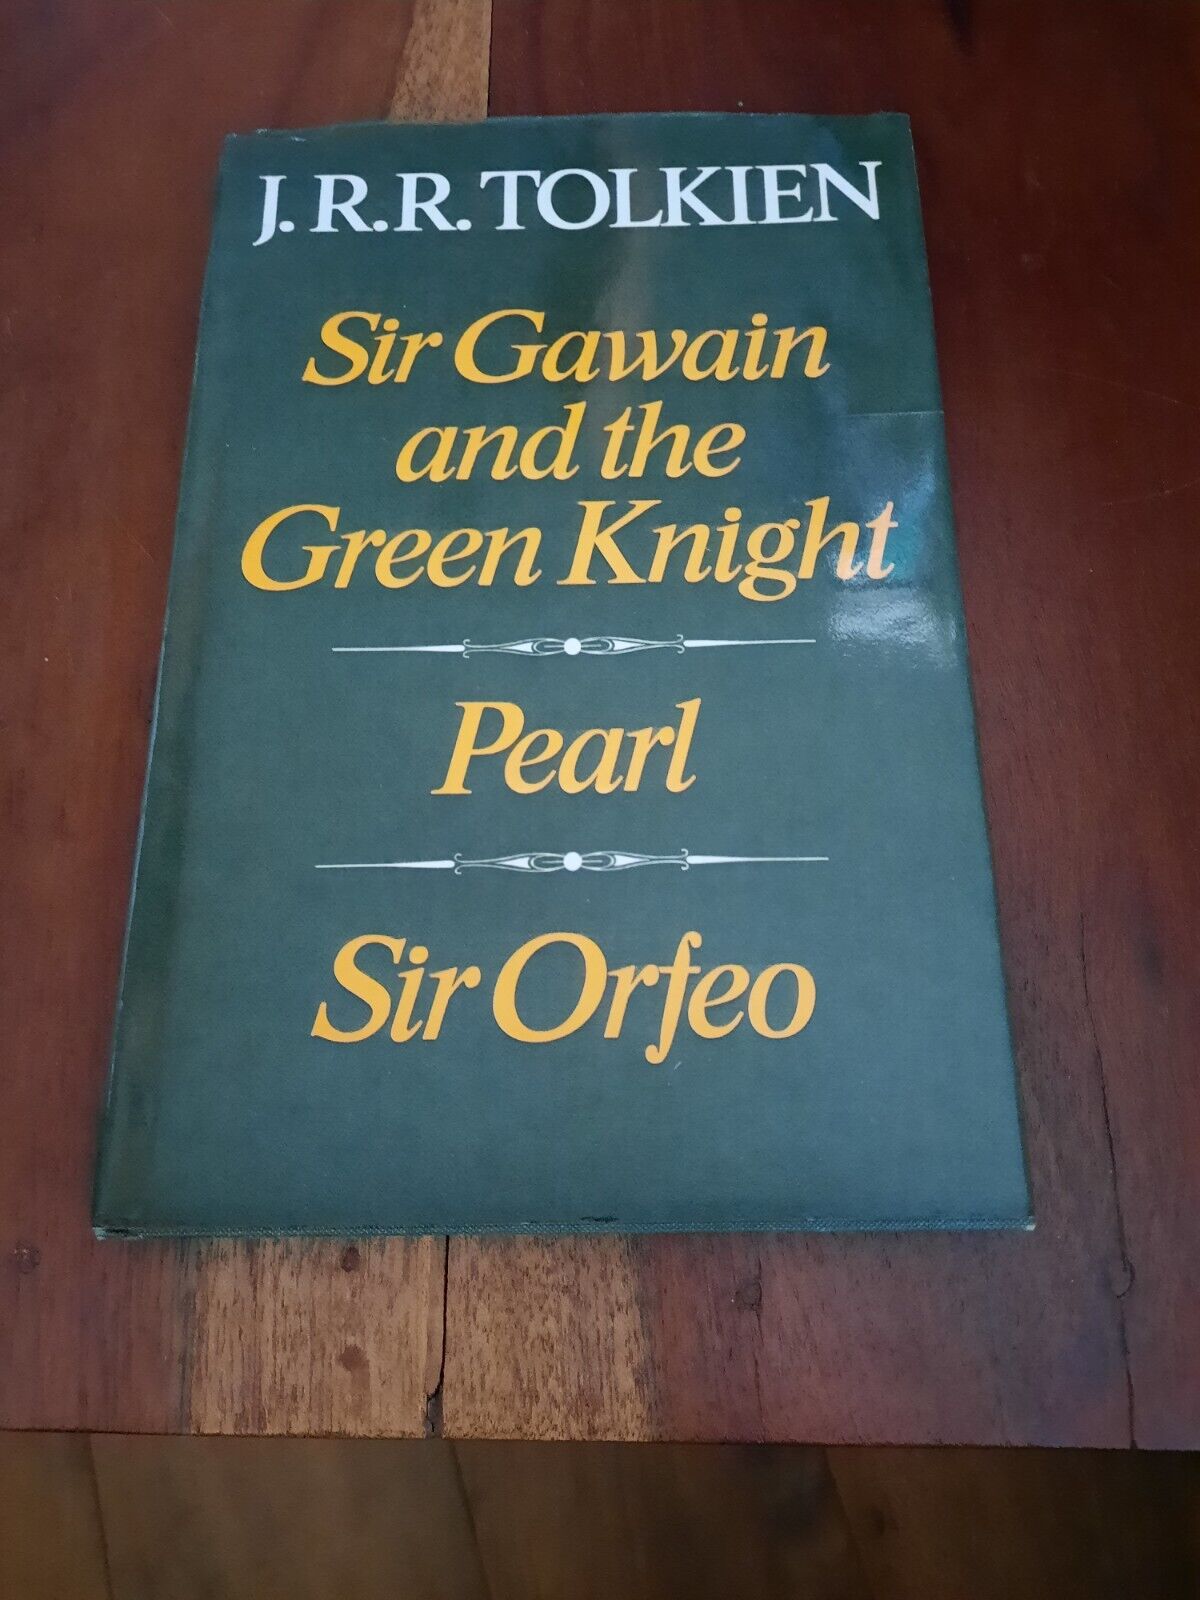 J.R.R. TOLKIEN
Sir Gawain
and the
Green Knight
Pearl
Sir Orfeo